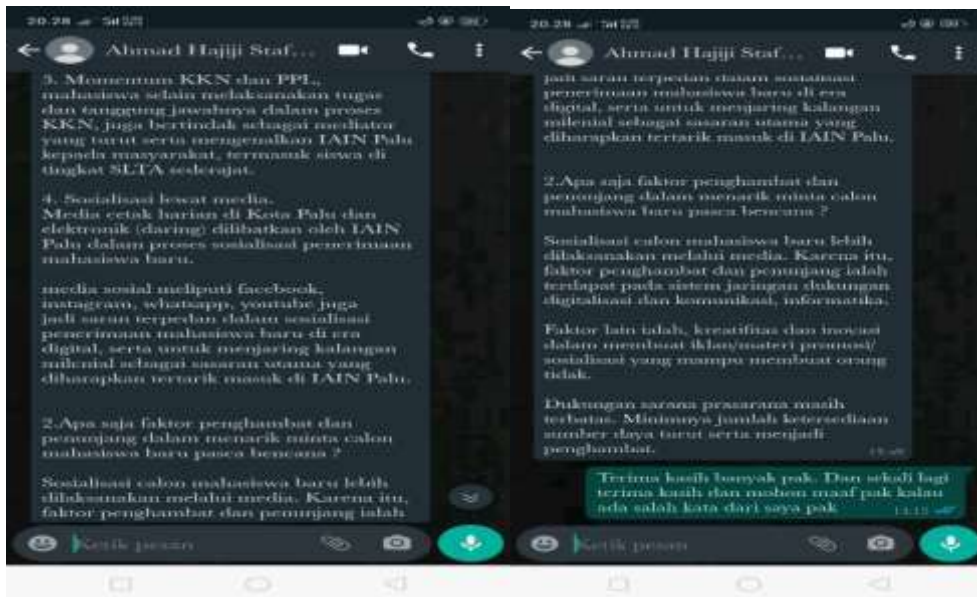 20.28
Ahmad Hajiji Staf...
3. Momentum KKN dan PPL,
mahasiswa selain melaksanakan tugas
dan tanggung jawabnya dalam proses
KKN, juga bertindak sebagai mediator
yang turut serta mengenalkan IAIN Palu
kepada masyarakat, termasuk siswa di
tingkat SLTA sederajat.
4. Sosialisasi lewat media.
Media cetak harian di Kota Palu dan
elektronik (daring) dilibatkan oleh IAIN
Palu dalam proses sosialisasi penerimaan
mahasiswa baru.
media sosial meliputi facebook,
instagram, whatsapp, youtube juga
jadi saran terpedan dalam sosialisasi
penerimaan mahasiswa baru di era
digital, serta untuk menjaring kalangan
milenial sebagai sasaran utama yang
diharapkan tertarik masuk di IAIN Palu.
2.Apa saja faktor penghambat dan
penunjang dalam menarik minta calon
mahasiswa baru pasca bencana ?
Sosialisasi calon mahasiswa baru lebih
dilaksanakan melalui media. Karena itu,
faktor penghambat dan penunjang ialah
Ketik pesan
20.28
Ahmad Hajiji Staf...
jadi saran terpedan dalam sosialisasi
penerimaan mahasiswa baru di era
digital, serta untuk menjaring kalangan
milenial sebagai sasaran utama yang
diharapkan tertarik masuk di IAIN Palu.
2.Apa saja faktor penghambat dan
penunjang dalam menarik minta calon
mahasiswa baru pasca bencana ?
Sosialisasi calon mahasiswa baru lebih
dilaksanakan melalui media. Karena itu,
faktor penghambat dan penunjang ialah
terdapat pada sistem jaringan dukungan
digitalisasi dan komunikasi, informatika.
Faktor lain ialah, kreatifitas dan inovasi
dalam membuat iklan/materi promosi/
sosialisasi yang mampu membuat orang
tidak.
Dukungan sarana prasarana masih
terbatas. Minimnya jumlah ketersediaan
sumber daya turut serta menjadi
penghambat.
Terima kasih banyak pak. Dan sekali lagi
terima kasih dan mohon maaf pak kalau
ada salah kata dari saya pak
Ketik pesan